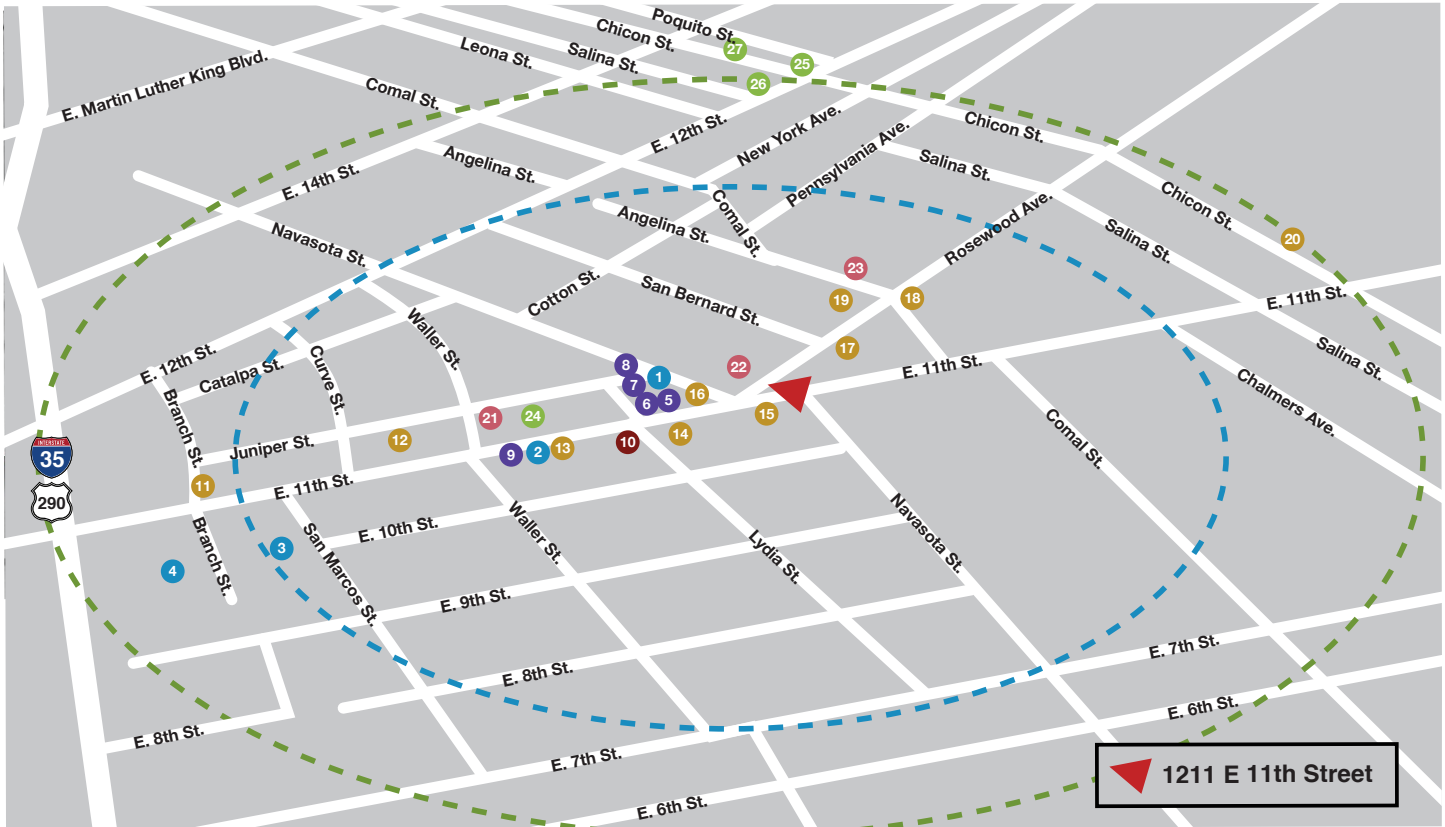 Poquito St.
Chicon St.
27
Leona St.
Salina St.
25
E. Martin Luther King Blvd.
26
Comal St.
E. 12th St.
New York Ave.
Chicon St.
Pennsylvania Ave.
Angelina St.
Salina St.
E. 14th St.
Chicon St.
Comal St.
Angelina St.
Rosewood Ave.
Navasota St.
Salina St.
20
23
Cotton St.
San Bernard St.
19
18
E. 11th St.
Waller St.
17
E. 12th St.
Catalpa St.
Curve St.
8
1
22
E. 11th St.
Salina St.
7
6
5
16
Chalmers Ave.
Branch St.
21
24
15
Juniper St.
12
14
Comal St.
INTERSTATE
35
9
2
13
10
290
11
E. 11th St.
E. 10th St.
Waller St.
Navasota St.
Branch St.
San Marcos St.
3
Lydia St.
4
E. 9th St.
E. 7th St.
E. 8th St.
E. 6th St.
E. 8th St.
E. 7th St.
1211 E 11th Street
E. 6th St.